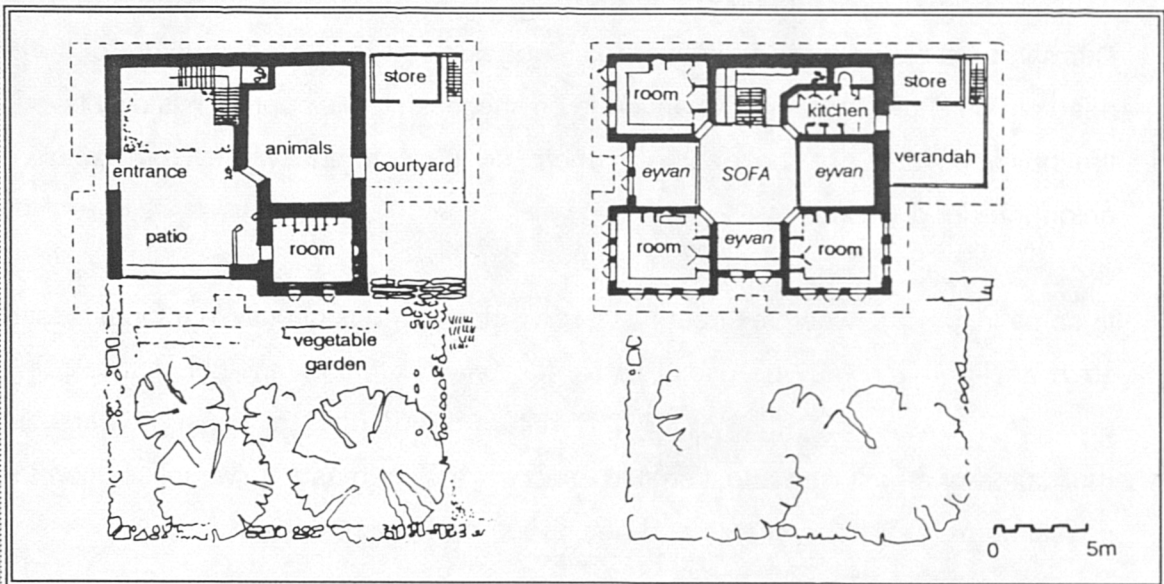 store
animals
entrance
courtyard
patio
room
vegetable
garden
room
store
kitchen
verandah
eyvan
SOFA
eyvan
room
eyvan
room
0 5m